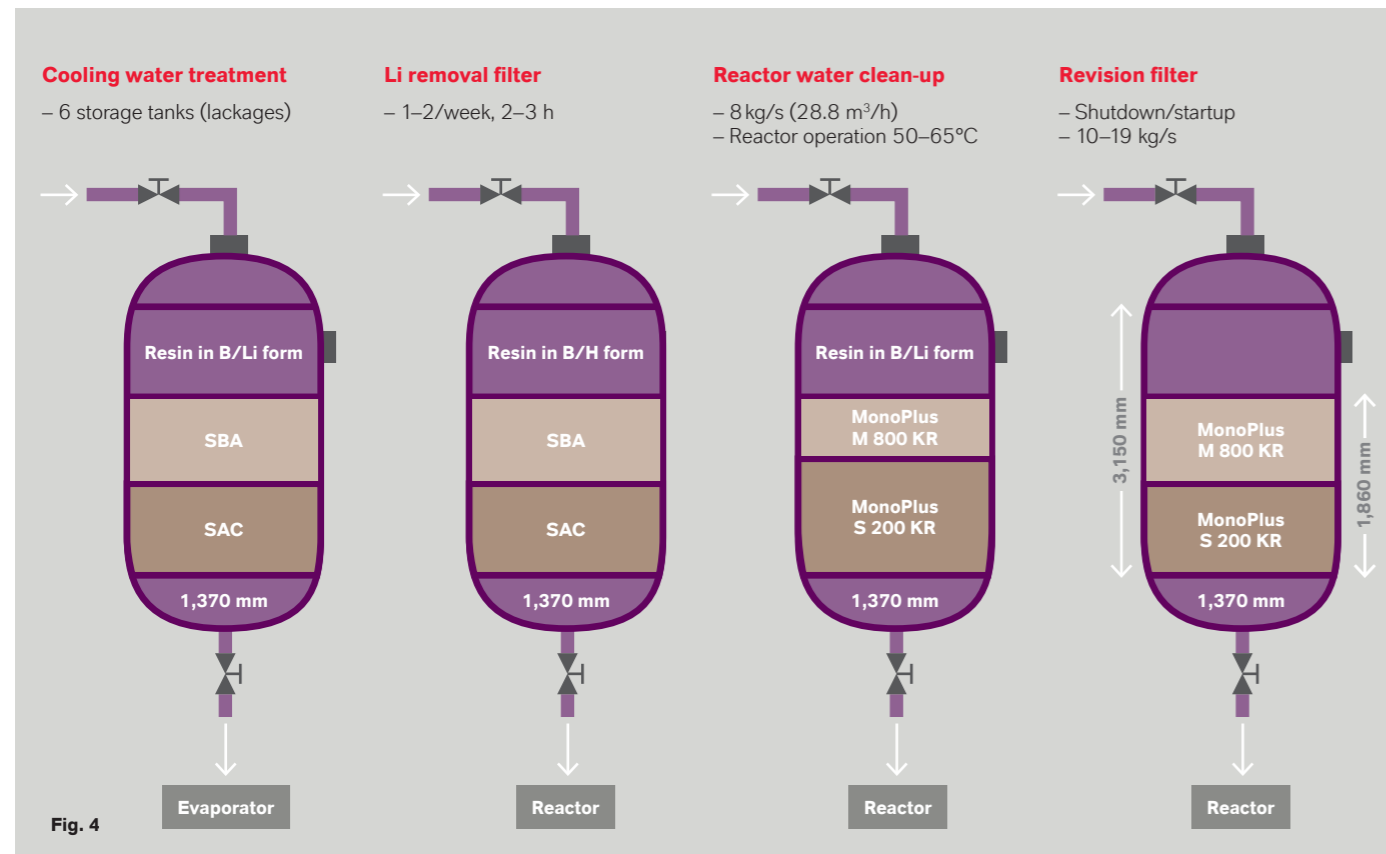 Cooling water treatment
– 6 storage tanks (lackages)
Li removal filter
– 1–2/week, 2–3 h
Reactor water clean-up
– 8 kg/s (28.8 m³/h)
– Reactor operation 50–65°C
Revision filter
– Shutdown/startup
– 10–19 kg/s
Resin in B/Li form
SBA
SAC
1,370 mm
Evaporator
Resin in B/H form
SBA
SAC
1,370 mm
Reactor
Resin in B/Li form
MonoPlus
M 800 KR
MonoPlus
S 200 KR
1,370 mm
Reactor
3,150 mm
MonoPlus
M 800 KR
MonoPlus
S 200 KR
1,860 mm
1,370 mm
Reactor
Fig. 4